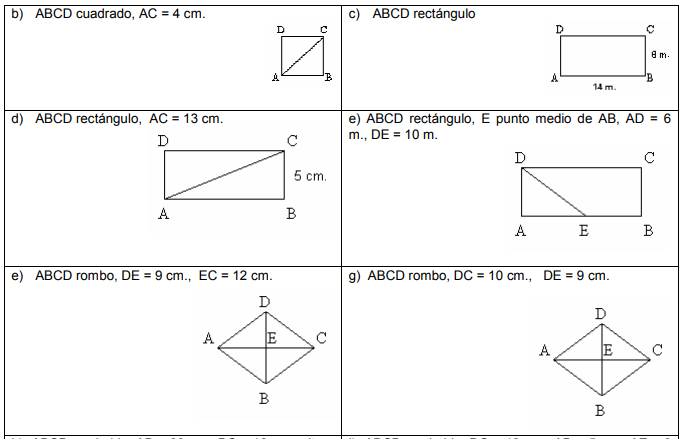 b) ABCD cuadrado, AC = 4 cm.
D C
A B
c) ABCD rectángulo
D C
6 m.
A B
14 m.
d) ABCD rectángulo, AC = 13 cm.
D C
5 cm.
A B
e) ABCD rectángulo, E punto medio de AB, AD = 6
m., DE = 10 m.
D C
A E B
e) ABCD rombo, DE = 9 cm., EC = 12 cm.
D
A E C
B
g) ABCD rombo, DC = 10 cm., DE = 9 cm.
D
A E C
B